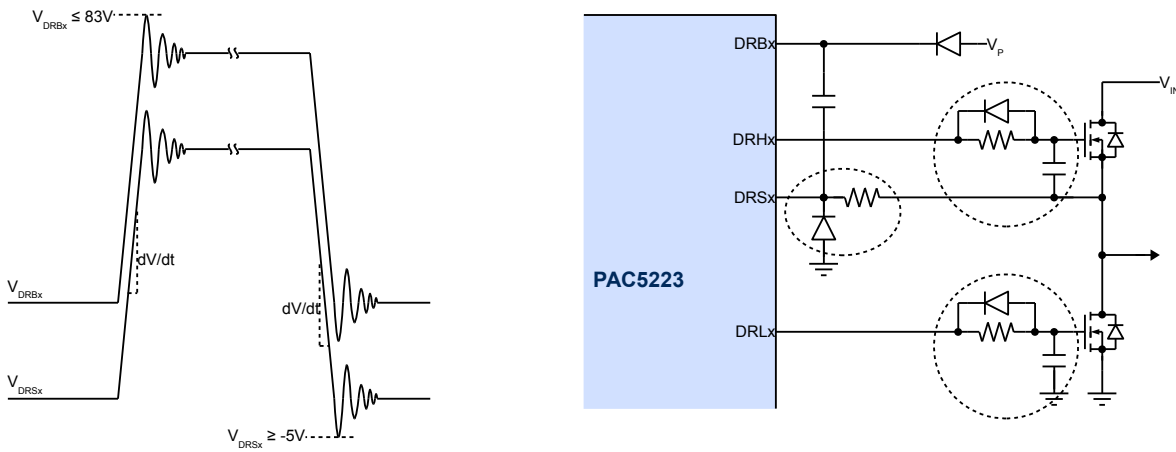 V_DRBx ≤ 83V
dV/dt
V_DRBx
dV/dt
V_DRSx
V_DRSx ≥ -5V
DRBx
V_P
V_IN
DRHx
DRSx
PAC5223
DRLx